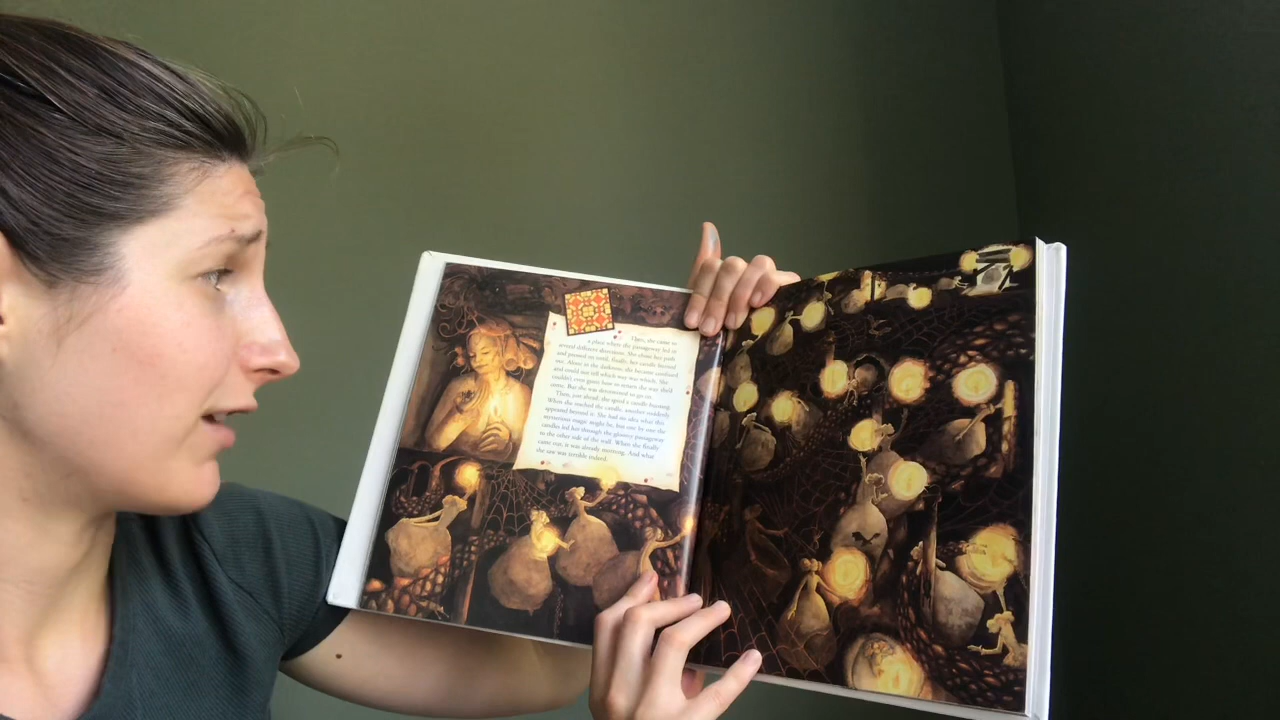 Then, she came to
a place where the passageway led in
several different directions. She chose her path
and pressed on until, finally, her candle burned
out. Alone in the darkness, she became confused
and could not tell which way was which. She
couldn't even guess how to return the way she'd
come. But she was determined to go on.
Then, just ahead, she spied a candle burning.
When she reached the candle, another suddenly
appeared beyond it. She had no idea what this
mysterious magic might be, but one by one the
candles led her through the gloomy passageway
to the other side of the wall. When she finally
came out, it was already morning. And what
she saw was terrible indeed.